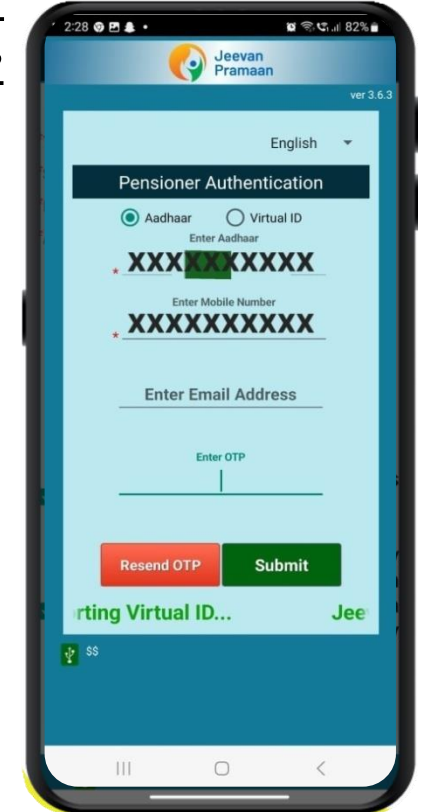 2:28 82%
Jeevan
Pramaan
ver 3.6.3
English
Pensioner Authentication
Aadhaar Virtual ID
Enter Aadhaar
* XXXXXXXXXX
Enter Mobile Number
* XXXXXXXXXX
Enter Email Address
Enter OTP
Resend OTP Submit
rting Virtual ID... Jee
$$